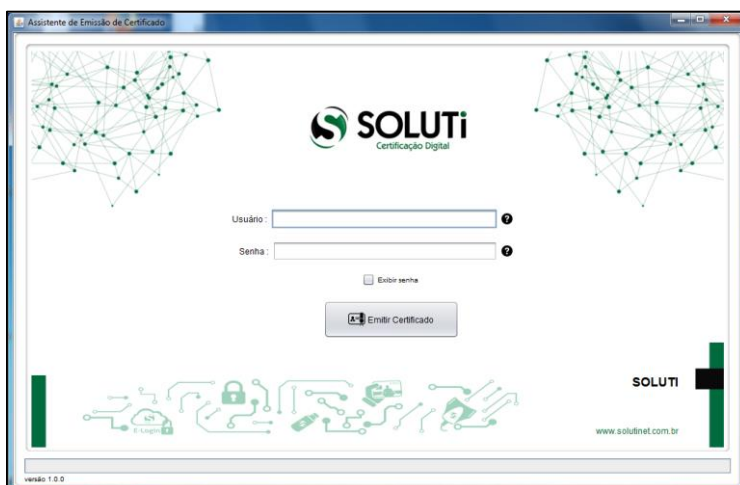 Assistente de Emissão de Certificado
SOLUTi
Certificação Digital
Usuário :
Senha :
Exibir senha
Emitir Certificado
E-Login
SOLUTI
www.solutinet.com.br
versão 1.0.0